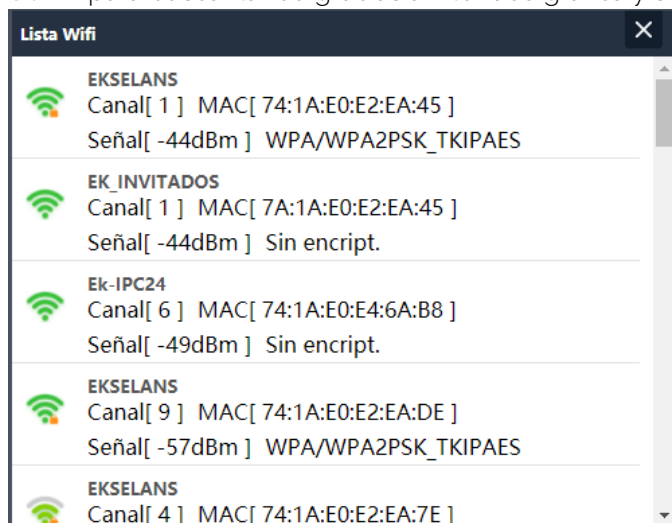 Lista Wifi
EKSELANS
Canal[ 1 ] MAC[ 74:1A:E0:E2:EA:45 ]
Señal[ -44dBm ] WPA/WPA2PSK_TKIPAES
EK_INVITADOS
Canal[ 1 ] MAC[ 7A:1A:E0:E2:EA:45 ]
Señal[ -44dBm ] Sin encript.
Ek-IPC24
Canal[ 6 ] MAC[ 74:1A:E0:E4:6A:B8 ]
Señal[ -49dBm ] Sin encript.
EKSELANS
Canal[ 9 ] MAC[ 74:1A:E0:E2:EA:DE ]
Señal[ -57dBm ] WPA/WPA2PSK_TKIPAES
EKSELANS
Canal[ 4 ] MAC[ 74:1A:E0:E2:EA:7E ]